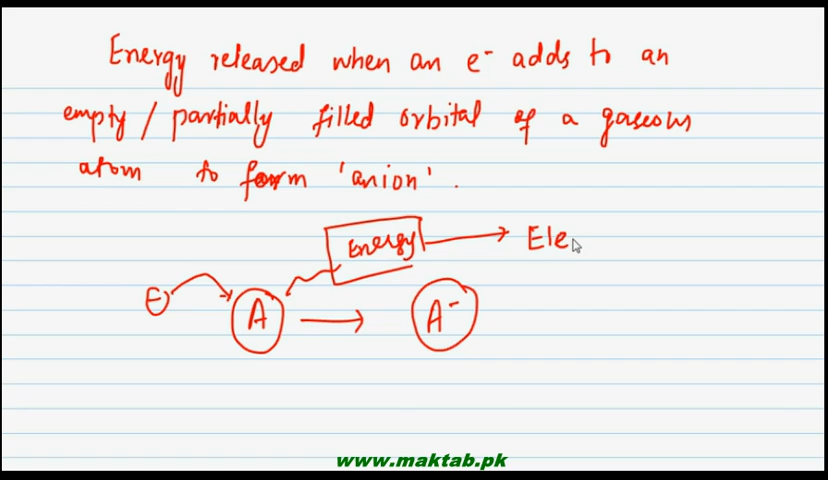 Energy released when an e⁻ adds to an
empty / partially filled orbital of a gaseous
atom to form 'anion'.
Energy → Ele
⊖ A → A⁻
www.maktab.pk